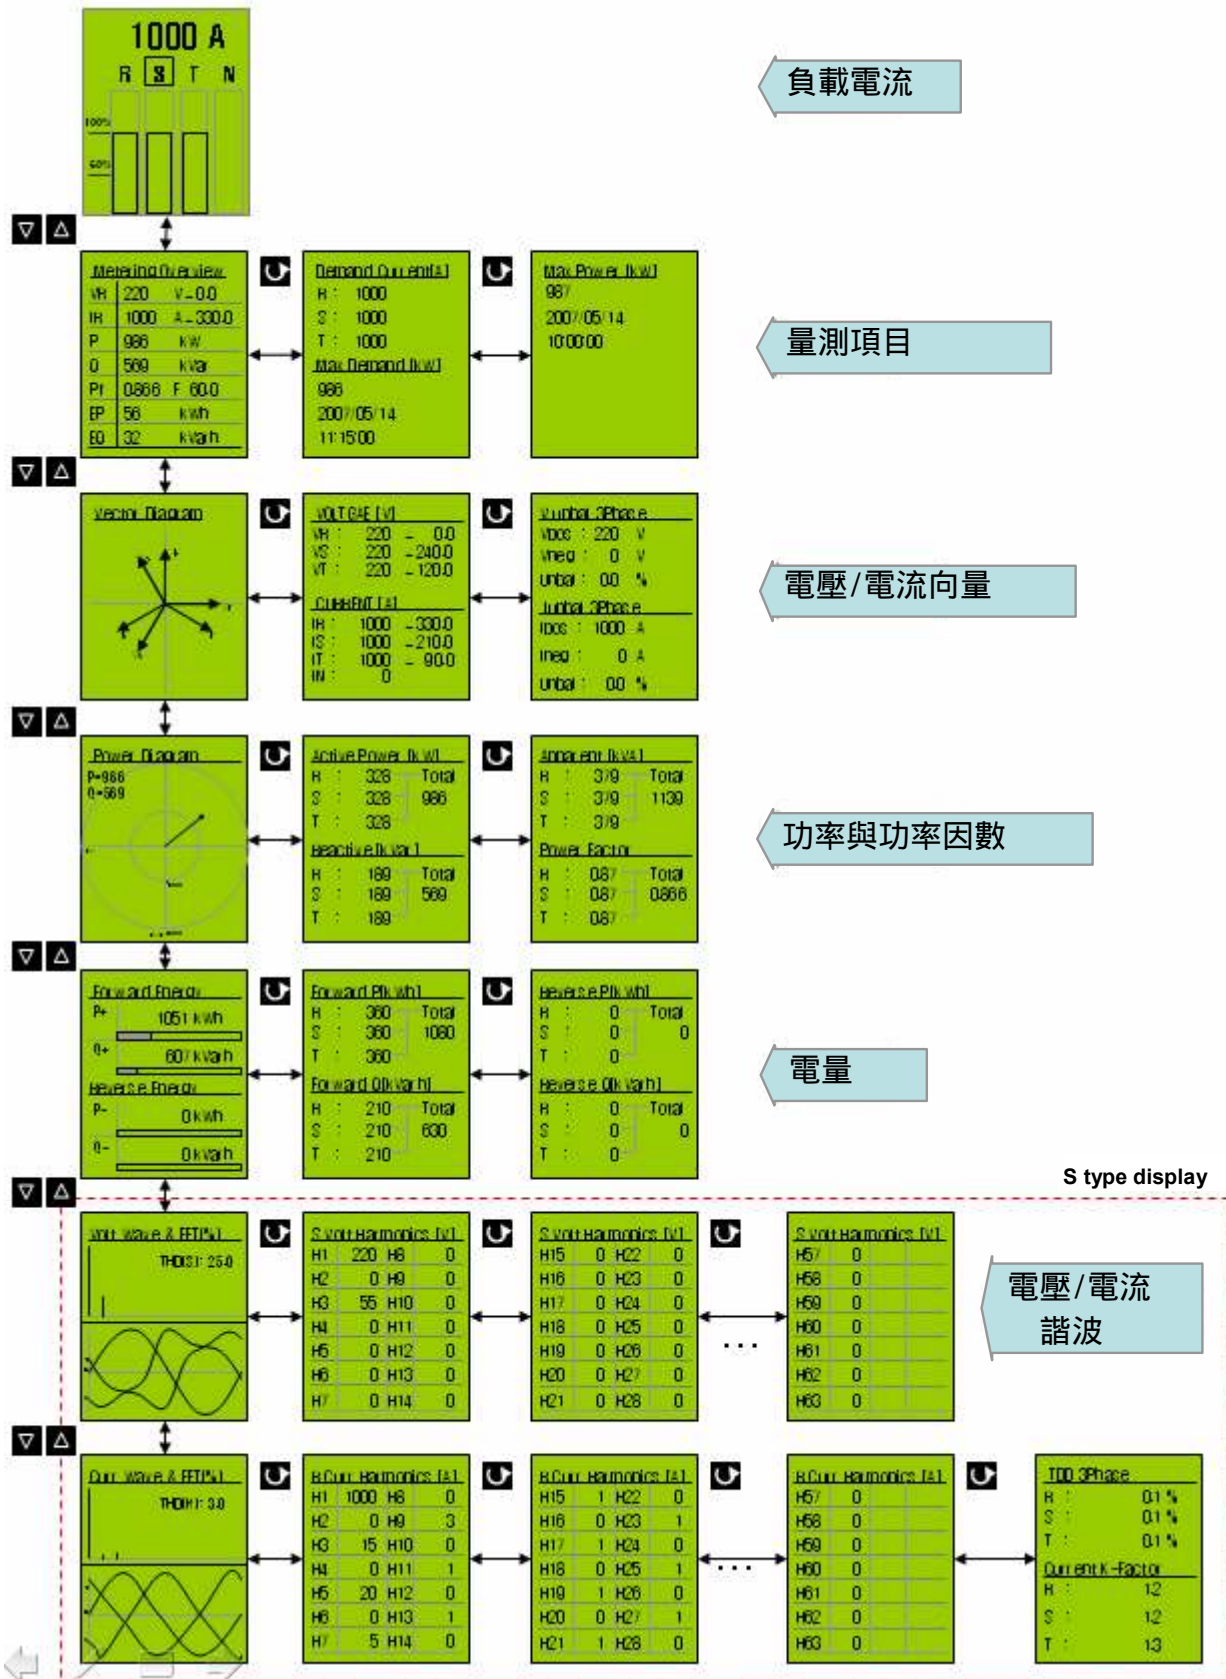 1000 A
R S T N
100%
負載電流
Metering Overview
VR 220 V-0.0
IR 1000 A-330.0
P 986 kW
Q 569 kVar
Pf 0.866 F 60.0
EP 56 kWh
EQ 32 kVarh
Demand Current[A]
R : 1000
S : 1000
T : 1000
Max Demand [kW]
986
2007/05/14
11:15:00
Max Power [kW]
987
2007/05/14
10:00:00
量測項目
Vector Diagram
VOLTGAE [V]
VR : 220 - 0.0
VS : 220 -240.0
VT : 220 -120.0
CURRENT [A]
IR : 1000 -330.0
IS : 1000 -210.0
IT : 1000 - 90.0
IN : 0
V unbal 3Phase
Vpos : 220 V
Vneg : 0 V
unbal : 0.0 %
I unbal 3Phase
Ipos : 1000 A
Ineg : 0 A
unbal : 0.0 %
電壓/電流向量
Power Diagram
P=986
Q=569
Active Power [kW]
R : 328 Total
S : 328 986
T : 328
Reactive [kVar]
R : 189 Total
S : 189 569
T : 189
Apparent [kVA]
R : 379 Total
S : 379 1139
T : 379
Power Factor
R : 0.87 Total
S : 0.87 0.866
T : 0.87
功率與功率因數
Forward Energy
P+ 1051 kWh
Q+ 607 kVarh
Reverse Energy
P- 0 kWh
Q- 0 kVarh
Forward P[kWh]
R : 360 Total
S : 360 1080
T : 360
Forward Q[kVarh]
R : 210 Total
S : 210 630
T : 210
Reverse P[kWh]
R : 0 Total
S : 0 0
T : 0
Reverse Q[kVarh]
R : 0 Total
S : 0 0
T : 0
電量
S type display
Volt Wave & FFT[%]
THD(S): 25.0
S Volt Harmonics [V]
H1 220 H8 0
H2 0 H9 0
H3 55 H10 0
H4 0 H11 0
H5 0 H12 0
H6 0 H13 0
H7 0 H14 0
S Volt Harmonics [V]
H15 0 H22 0
H16 0 H23 0
H17 0 H24 0
H18 0 H25 0
H19 0 H26 0
H20 0 H27 0
H21 0 H28 0
...
S Volt Harmonics [V]
H57 0
H58 0
H59 0
H60 0
H61 0
H62 0
H63 0
電壓/電流
諧波
Curr Wave & FFT[%]
THD(R): 3.0
R Curr Harmonics [A]
H1 1000 H8 0
H2 0 H9 3
H3 15 H10 0
H4 0 H11 1
H5 20 H12 0
H6 0 H13 1
H7 5 H14 0
R Curr Harmonics [A]
H15 1 H22 0
H16 0 H23 1
H17 1 H24 0
H18 0 H25 1
H19 1 H26 0
H20 0 H27 1
H21 1 H28 0
...
R Curr Harmonics [A]
H57 0
H58 0
H59 0
H60 0
H61 0
H62 0
H63 0
TDD 3Phase
R : 0.1 %
S : 0.1 %
T : 0.1 %
Current K-Factor
R : 1.2
S : 1.2
T : 1.3